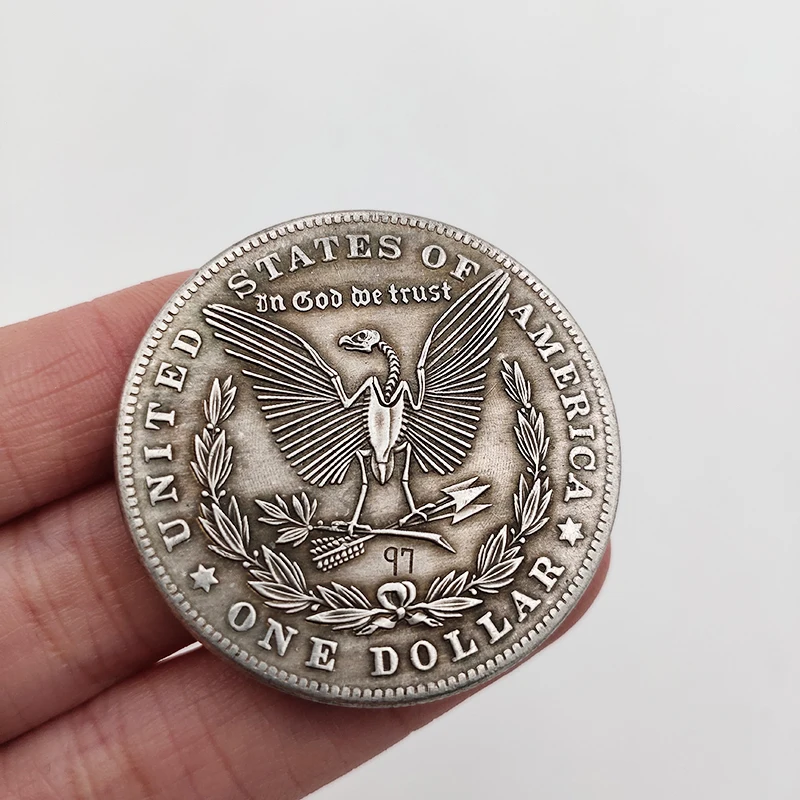 UNITED STATES OF AMERICA
In God we trust
97
ONE DOLLAR